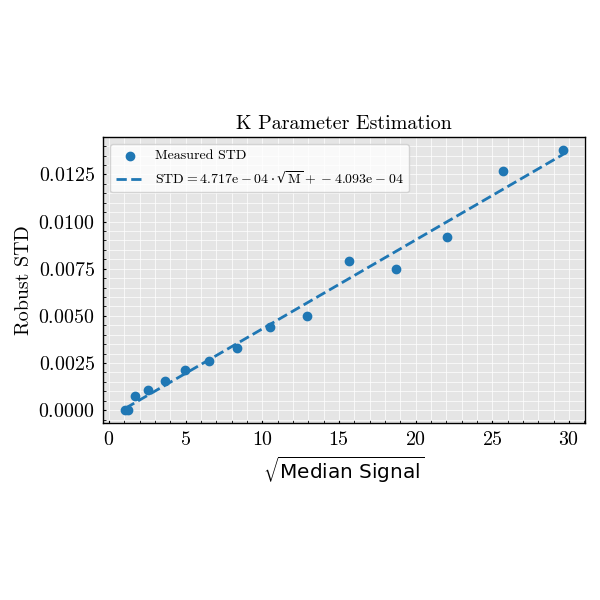 K Parameter Estimation
Measured STD
STD = 4.717e − 04 · √M + −4.093e − 04
Robust STD
0.0125
0.0100
0.0075
0.0050
0.0025
0.0000
0 5 10 15 20 25 30
√Median Signal